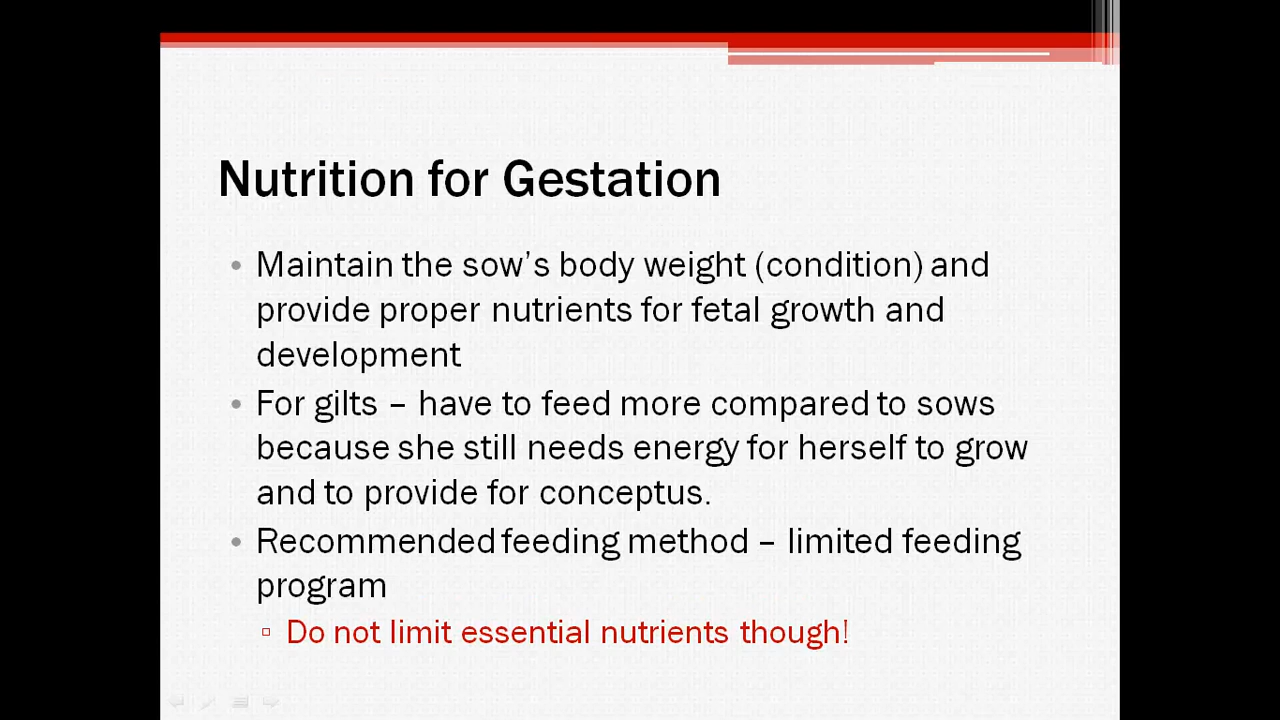 Nutrition for Gestation
• Maintain the sow’s body weight (condition) and
provide proper nutrients for fetal growth and
development
• For gilts – have to feed more compared to sows
because she still needs energy for herself to grow
and to provide for conceptus.
• Recommended feeding method – limited feeding
program
▫ Do not limit essential nutrients though!